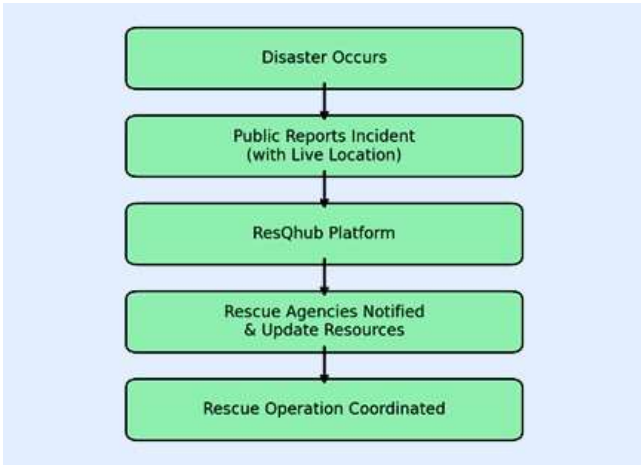 Disaster Occurs
Public Reports Incident
(with Live Location)
ResQhub Platform
Rescue Agencies Notified
& Update Resources
Rescue Operation Coordinated